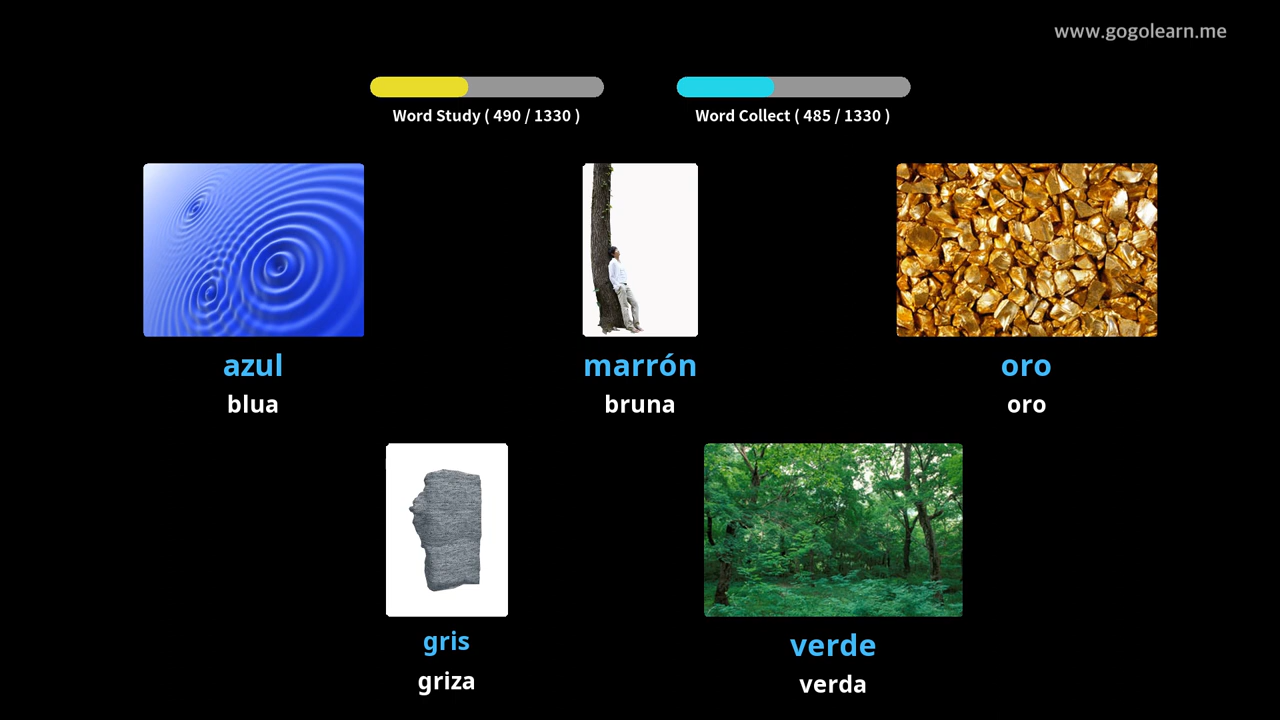 www.gogolearn.me
Word Study ( 490 / 1330 )
Word Collect ( 485 / 1330 )
azul
blua
marrón
bruna
oro
oro
gris
griza
verde
verda